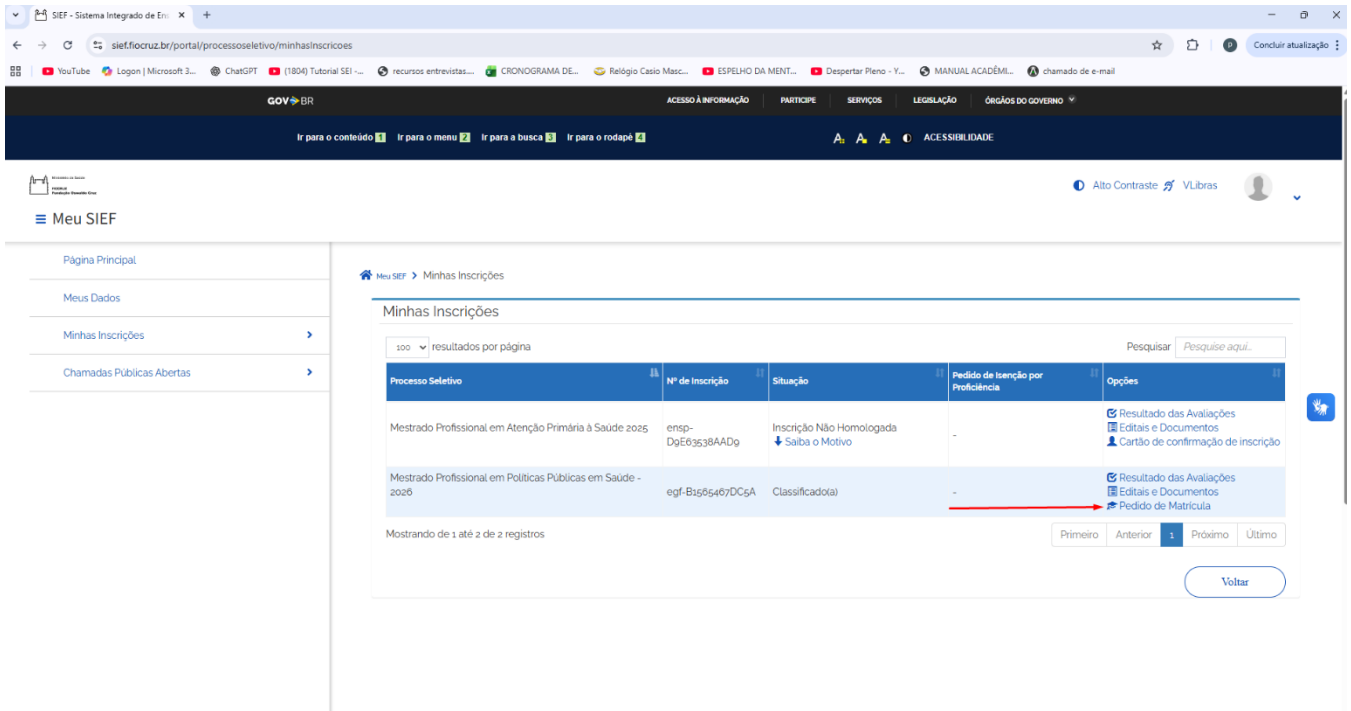 SIEF - Sistema Integrado de En
sief.fiocruz.br/portal/processoseletivo/minhasInscricoes
P
Concluir atualização
YouTube
Logon | Microsoft 3...
ChatGPT
(1804) Tutorial SEI -...
recursos entrevistas...
CRONOGRAMA DE...
Relógio Casio Masc...
ESPELHO DA MENT...
Despertar Pleno - Y...
MANUAL ACADÊMI...
chamado de e-mail
GOV BR
ACESSO À INFORMAÇÃO
PARTICIPE
SERVIÇOS
LEGISLAÇÃO
ÓRGÃOS DO GOVERNO
Ir para o conteúdo 1
Ir para o menu 2
Ir para a busca 3
Ir para o rodapé 4
A
A
A
ACESSIBILIDADE
Ministério da Saúde
FIOCRUZ
Fundação Oswaldo Cruz
Alto Contraste
VLibras
Meu SIEF
Página Principal
Meus Dados
Minhas Inscrições
Chamadas Públicas Abertas
Meu SIEF > Minhas Inscrições
Minhas Inscrições
100 resultados por página
Pesquisar Pesquise aqui...
Processo Seletivo
Nº de Inscrição
Situação
Pedido de Isenção por
Proficiência
Opções
Mestrado Profissional em Atenção Primária à Saúde 2025
ensp-
D9E63538AAD9
Inscrição Não Homologada
Saiba o Motivo
-
Resultado das Avaliações
Editais e Documentos
Cartão de confirmação de inscrição
Mestrado Profissional em Políticas Públicas em Saúde -
2026
egf-B1565467DC5A
Classificado(a)
-
Resultado das Avaliações
Editais e Documentos
Pedido de Matrícula
Mostrando de 1 até 2 de 2 registros
Primeiro
Anterior
1
Próximo
Último
Voltar